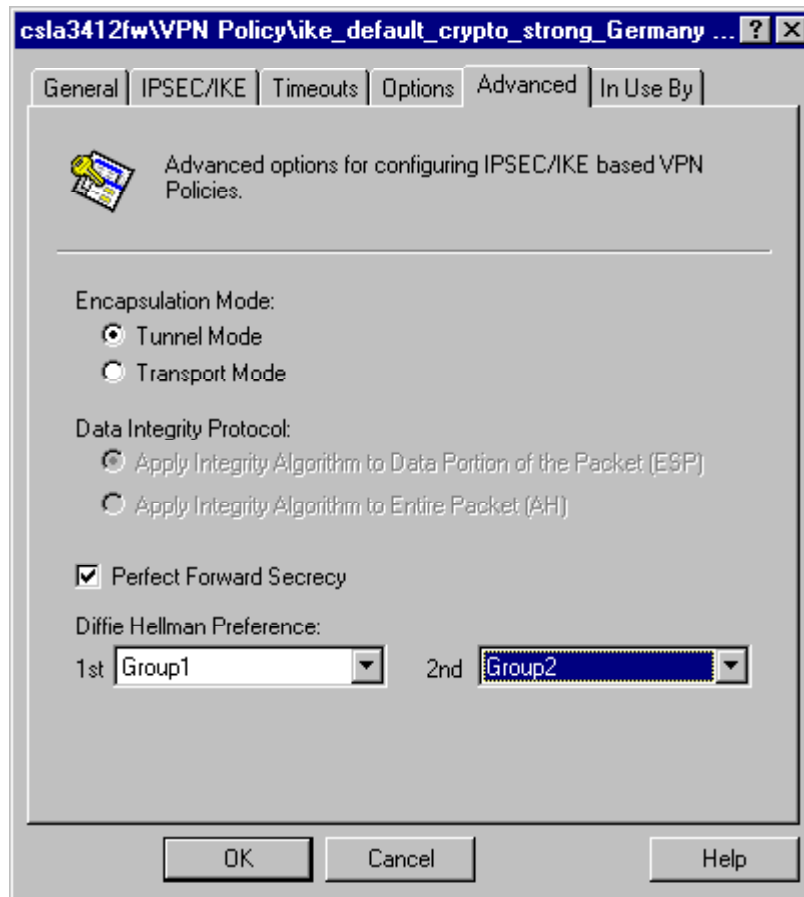 csla3412fw\VPN Policy\ike_default_crypto_strong_Germany ...
General IPSEC/IKE Timeouts Options Advanced In Use By
Advanced options for configuring IPSEC/IKE based VPN
Policies.
Encapsulation Mode:
Tunnel Mode
Transport Mode
Data Integrity Protocol:
Apply Integrity Algorithm to Data Portion of the Packet (ESP)
Apply Integrity Algorithm to Entire Packet (AH)
Perfect Forward Secrecy
Diffie Hellman Preference:
1st Group1 2nd Group2
OK Cancel Help